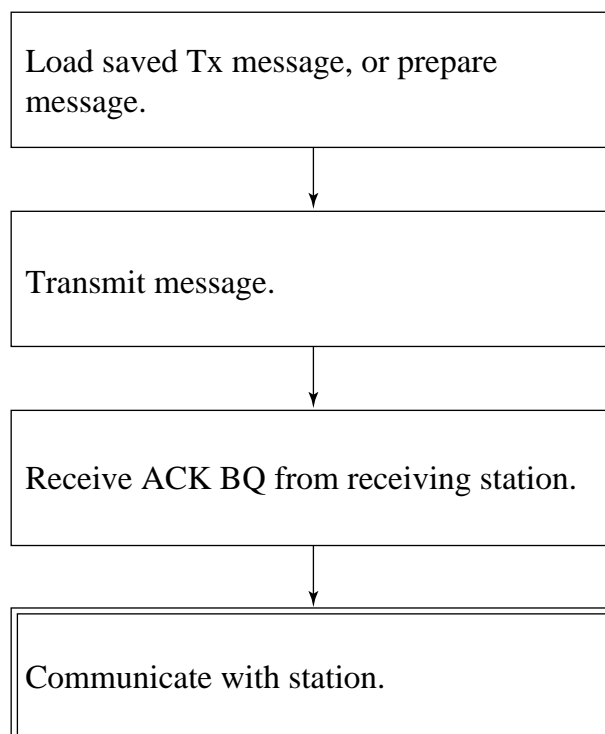 Load saved Tx message, or prepare
message.
Transmit message.
Receive ACK BQ from receiving station.
Communicate with station.